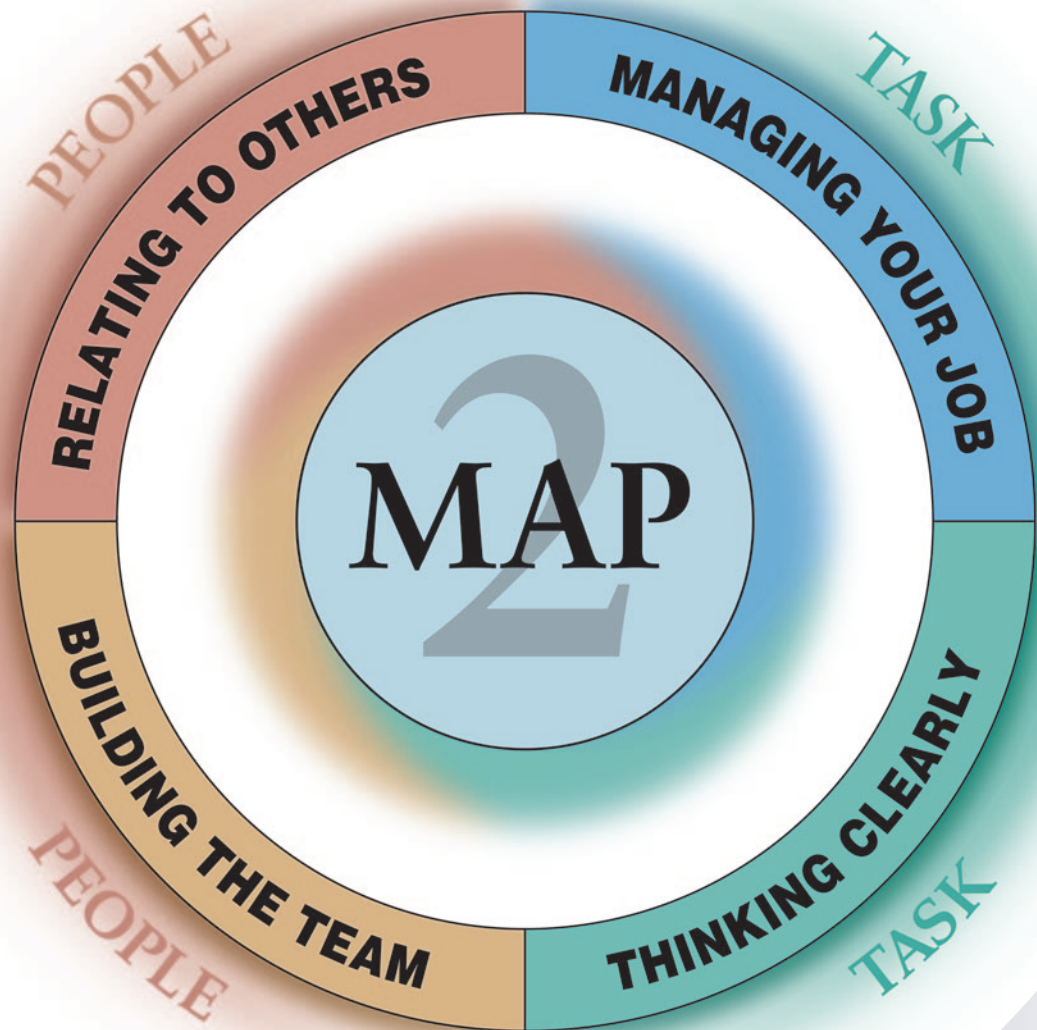 PEOPLE
TASK
RELATING TO OTHERS
MANAGING YOUR JOB
2
MAP
BUILDING THE TEAM
THINKING CLEARLY
PEOPLE
TASK